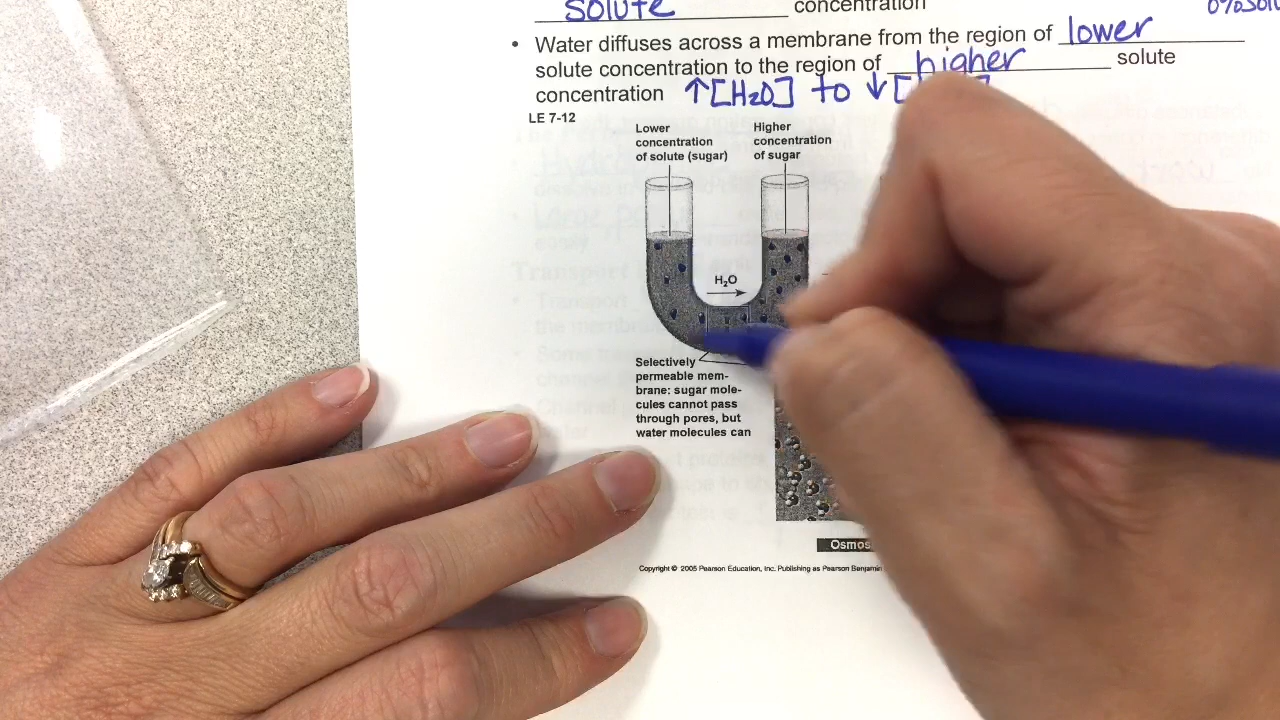 solute concentration
• Water diffuses across a membrane from the region of lower
solute concentration to the region of higher solute
concentration ↑[H₂O] to ↓[
LE 7-12
Lower
concentration
of solute (sugar)
Higher
concentration
of sugar
H₂O
Selectively
permeable mem-
brane: sugar mole-
cules cannot pass
through pores, but
water molecules can
Osmos
Copyright © 2005 Pearson Education, Inc. Publishing as Pearson Benjamin